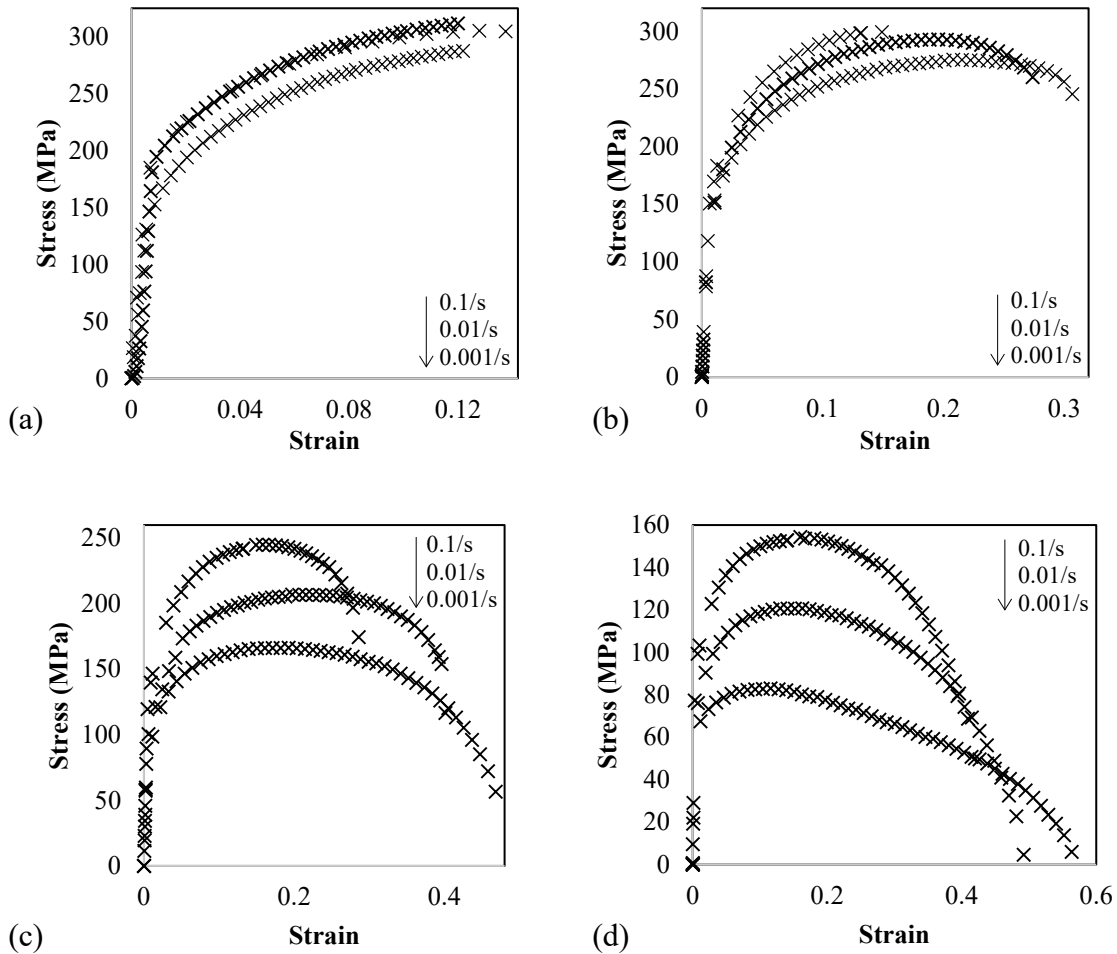 300
250
200
150
100
50
0
Stress (MPa)
0.1/s
0.01/s
0.001/s
0 0.04 0.08 0.12
Strain
(a)
300
250
200
150
100
50
0
Stress (MPa)
0.1/s
0.01/s
0.001/s
0 0.1 0.2 0.3
Strain
(b)
250
200
150
100
50
0
Stress (MPa)
0.1/s
0.01/s
0.001/s
0 0.2 0.4
Strain
(c)
160
140
120
100
80
60
40
20
0
Stress (MPa)
0.1/s
0.01/s
0.001/s
0 0.2 0.4 0.6
Strain
(d)